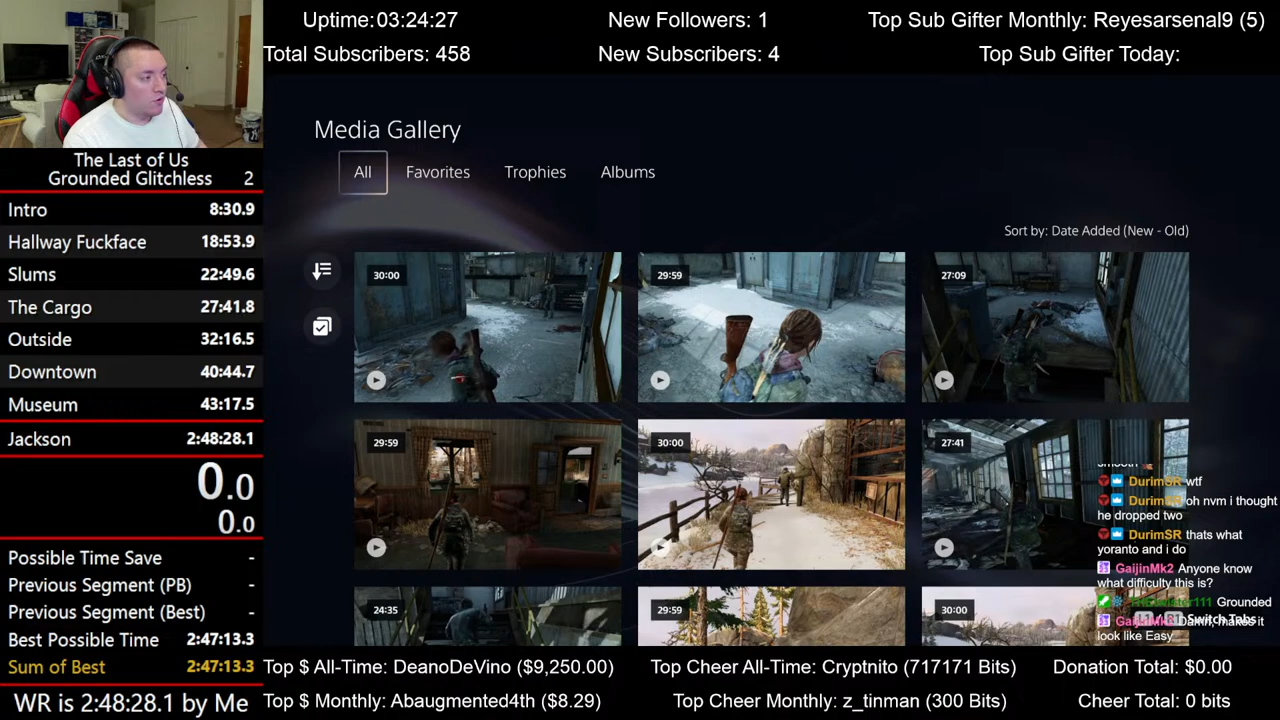 Uptime: 03:24:27
New Followers: 1
Top Sub Gifter Monthly: Reyesarsenal9 (5)
Total Subscribers: 458
New Subscribers: 4
Top Sub Gifter Today:
The Last of Us
Grounded Glitchless 2
Intro 8:30.9
Hallway Fuckface 18:53.9
Slums 22:49.6
The Cargo 27:41.8
Outside 32:16.5
Downtown 40:44.7
Museum 43:17.5
Jackson 2:48:28.1
0.0
0.0
Possible Time Save -
Previous Segment (PB) -
Previous Segment (Best) -
Best Possible Time 2:47:13.3
Sum of Best 2:47:13.3
WR is 2:48:28.1 by Me
Media Gallery
All Favorites Trophies Albums
Sort by: Date Added (New - Old)
30:00
29:59
27:09
29:59
30:00
27:41
24:35
29:59
30:00
smooth
DurimSR wtf
DurimSR oh nvm i thought
he dropped two
DurimSR thats what
yoranto and i do
GaijinMk2 Anyone know
what difficulty this is?
Grounded
Switch Tabs
GaijinMk2 Damn, makes it
look like Easy
Top $ All-Time: DeanoDeVino ($9,250.00)
Top Cheer All-Time: Cryptnito (717171 Bits)
Donation Total: $0.00
Top $ Monthly: Abaugmented4th ($8.29)
Top Cheer Monthly: z_tinman (300 Bits)
Cheer Total: 0 bits